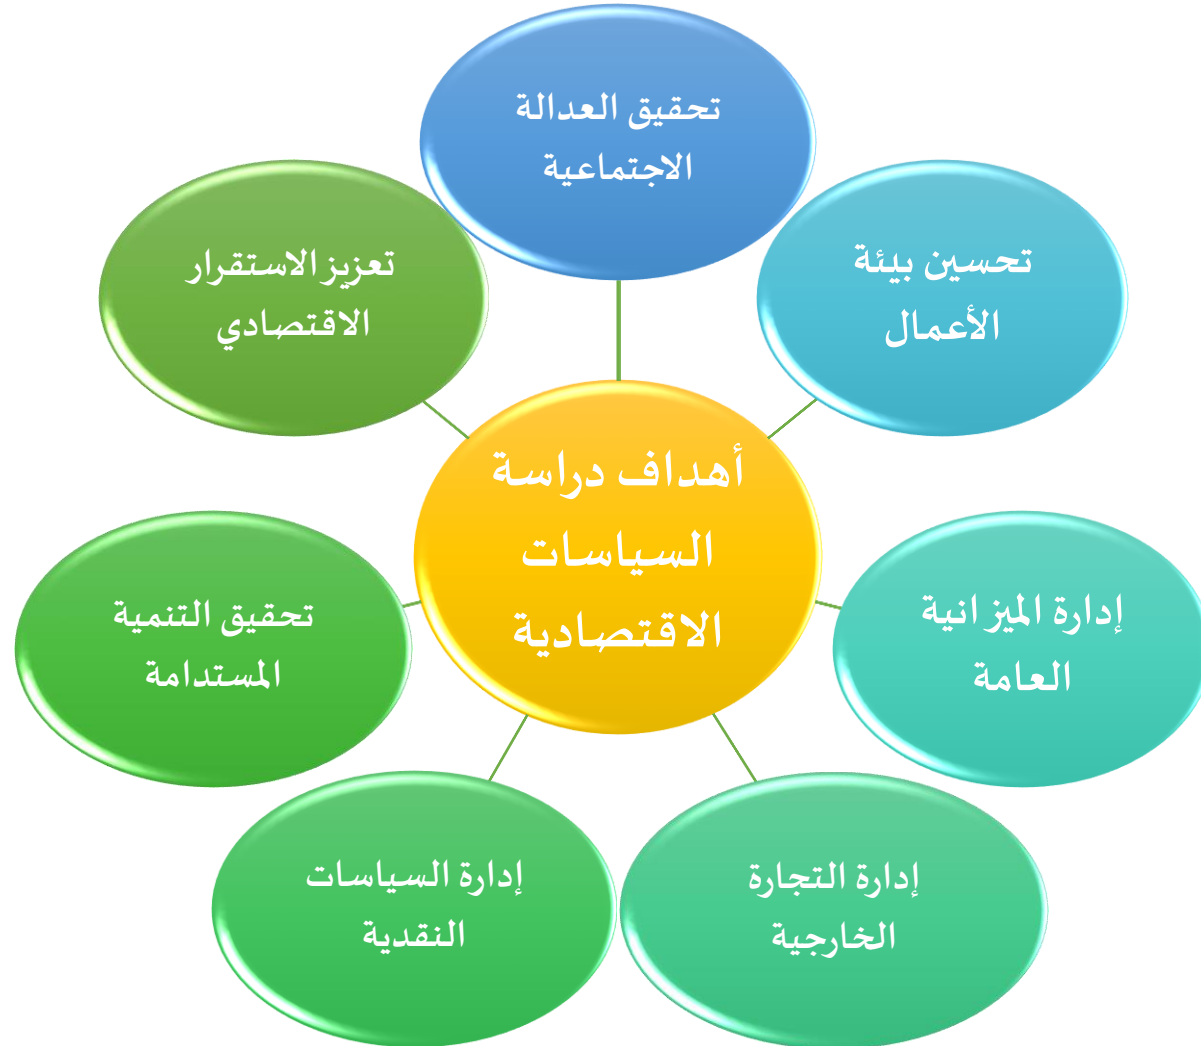 تحقيق العدالة
الاجتماعية
تحسين بيئة
الأعمال
تعزيز الاستقرار
الاقتصادي
أهداف دراسة
السياسات
الاقتصادية
إدارة الميزانية
العامة
تحقيق التنمية
المستدامة
إدارة التجارة
الخارجية
إدارة السياسات
النقدية